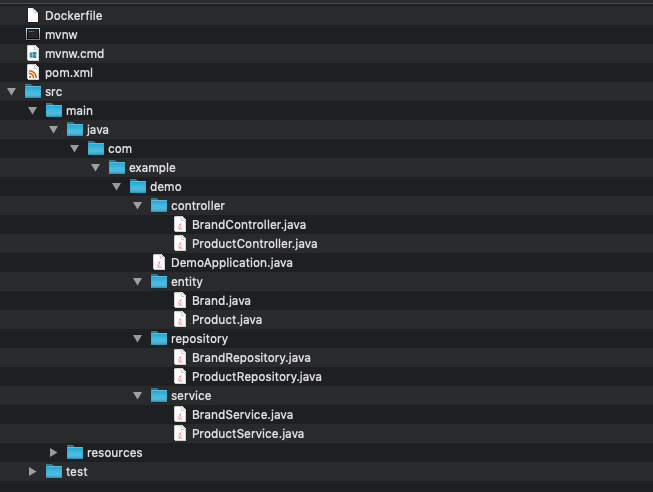 Dockerfile
mvnw
mvnw.cmd
pom.xml
src
main
java
com
example
demo
controller
BrandController.java
ProductController.java
DemoApplication.java
entity
Brand.java
Product.java
repository
BrandRepository.java
ProductRepository.java
service
BrandService.java
ProductService.java
resources
test